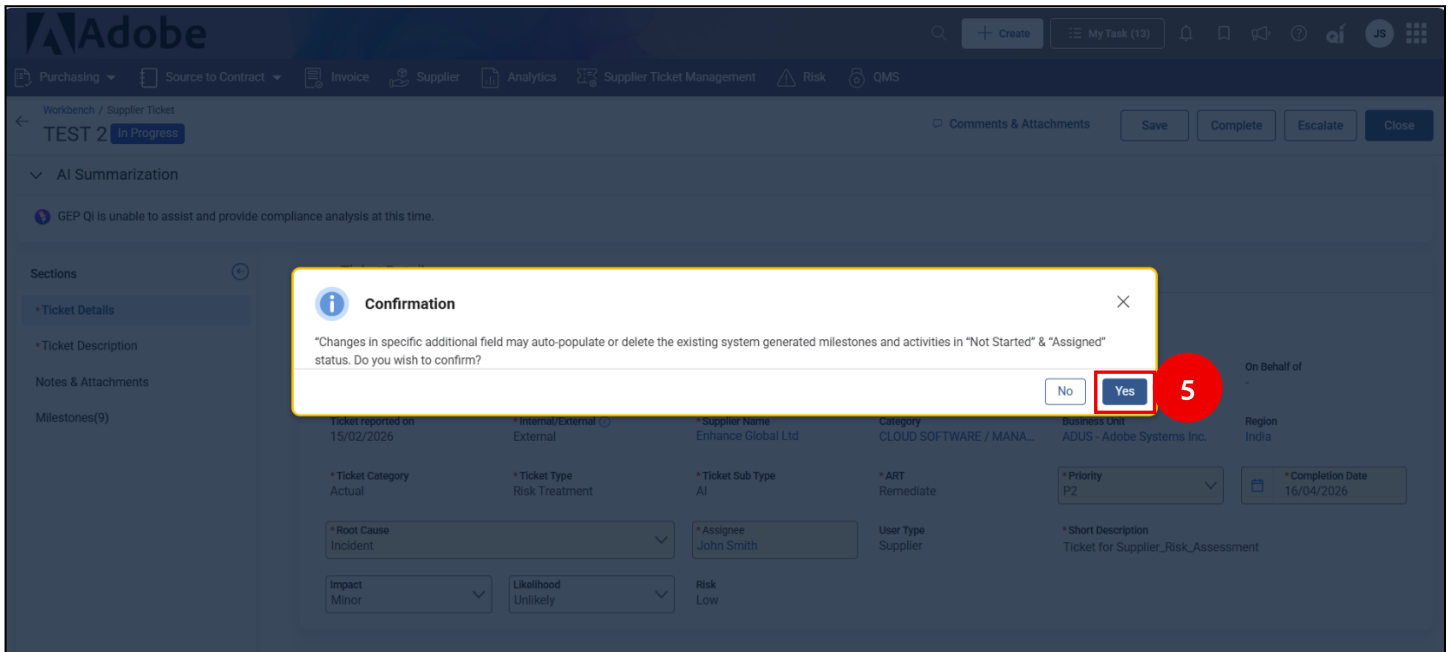 Adobe
Create
My Task (13)
JS
Purchasing
Source to Contract
Invoice
Supplier
Analytics
Supplier Ticket Management
Risk
QMS
Workbench / Supplier Ticket
TEST 2 In Progress
Comments & Attachments
Save
Complete
Escalate
Close
AI Summarization
GEP Qi is unable to assist and provide compliance analysis at this time.
Sections
*Ticket Details
*Ticket Description
Notes & Attachments
Milestones(9)
Confirmation
"Changes in specific additional field may auto-populate or delete the existing system generated milestones and activities in "Not Started" & "Assigned"
status. Do you wish to confirm?
No
Yes
5
On Behalf of
-
Ticket reported on
15/02/2026
*Internal/External
External
*Supplier Name
Enhance Global Ltd
Category
CLOUD SOFTWARE / MANA...
Business Unit
ADUS - Adobe Systems Inc.
Region
India
*Ticket Category
Actual
*Ticket Type
Risk Treatment
*Ticket Sub Type
AI
*ART
Remediate
*Priority
P2
*Completion Date
16/04/2026
*Root Cause
Incident
*Assignee
John Smith
User Type
Supplier
*Short Description
Ticket for Supplier_Risk_Assessment
Impact
Minor
Likelihood
Unlikely
Risk
Low